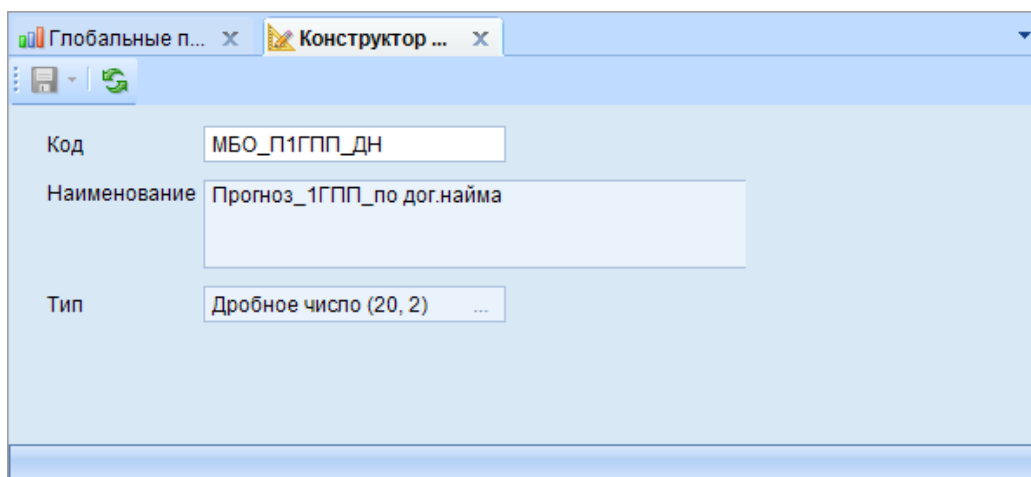 Глобальные п... Конструктор ...
Код МБО_П1ГПП_ДН
Наименование Прогноз_1ГПП_по дог.найма
Тип Дробное число (20, 2) ...